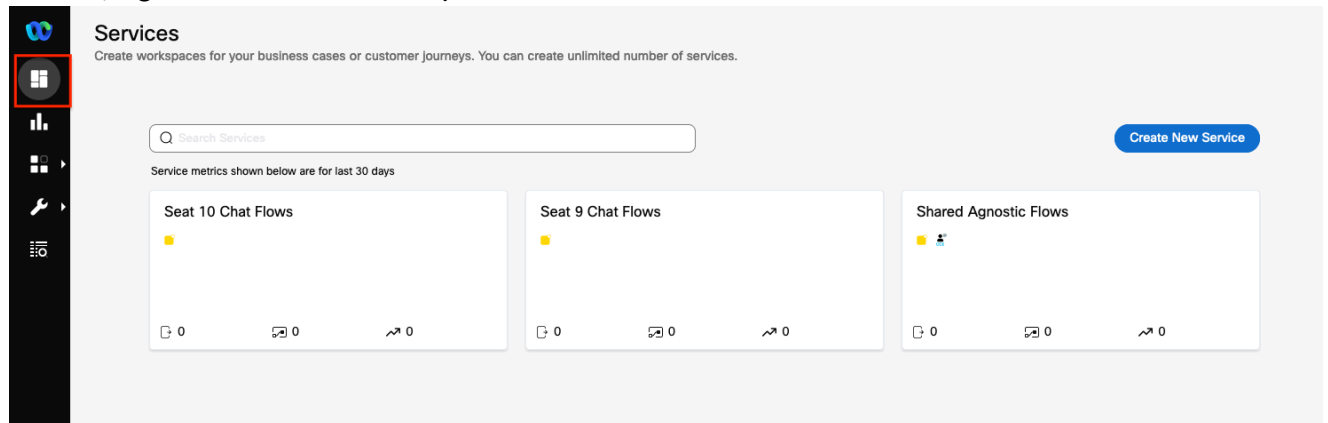 Services
Create workspaces for your business cases or customer journeys. You can create unlimited number of services.
Search Services
Create New Service
Service metrics shown below are for last 30 days
Seat 10 Chat Flows
Seat 9 Chat Flows
Shared Agnostic Flows
0 0 0
0 0 0
0 0 0